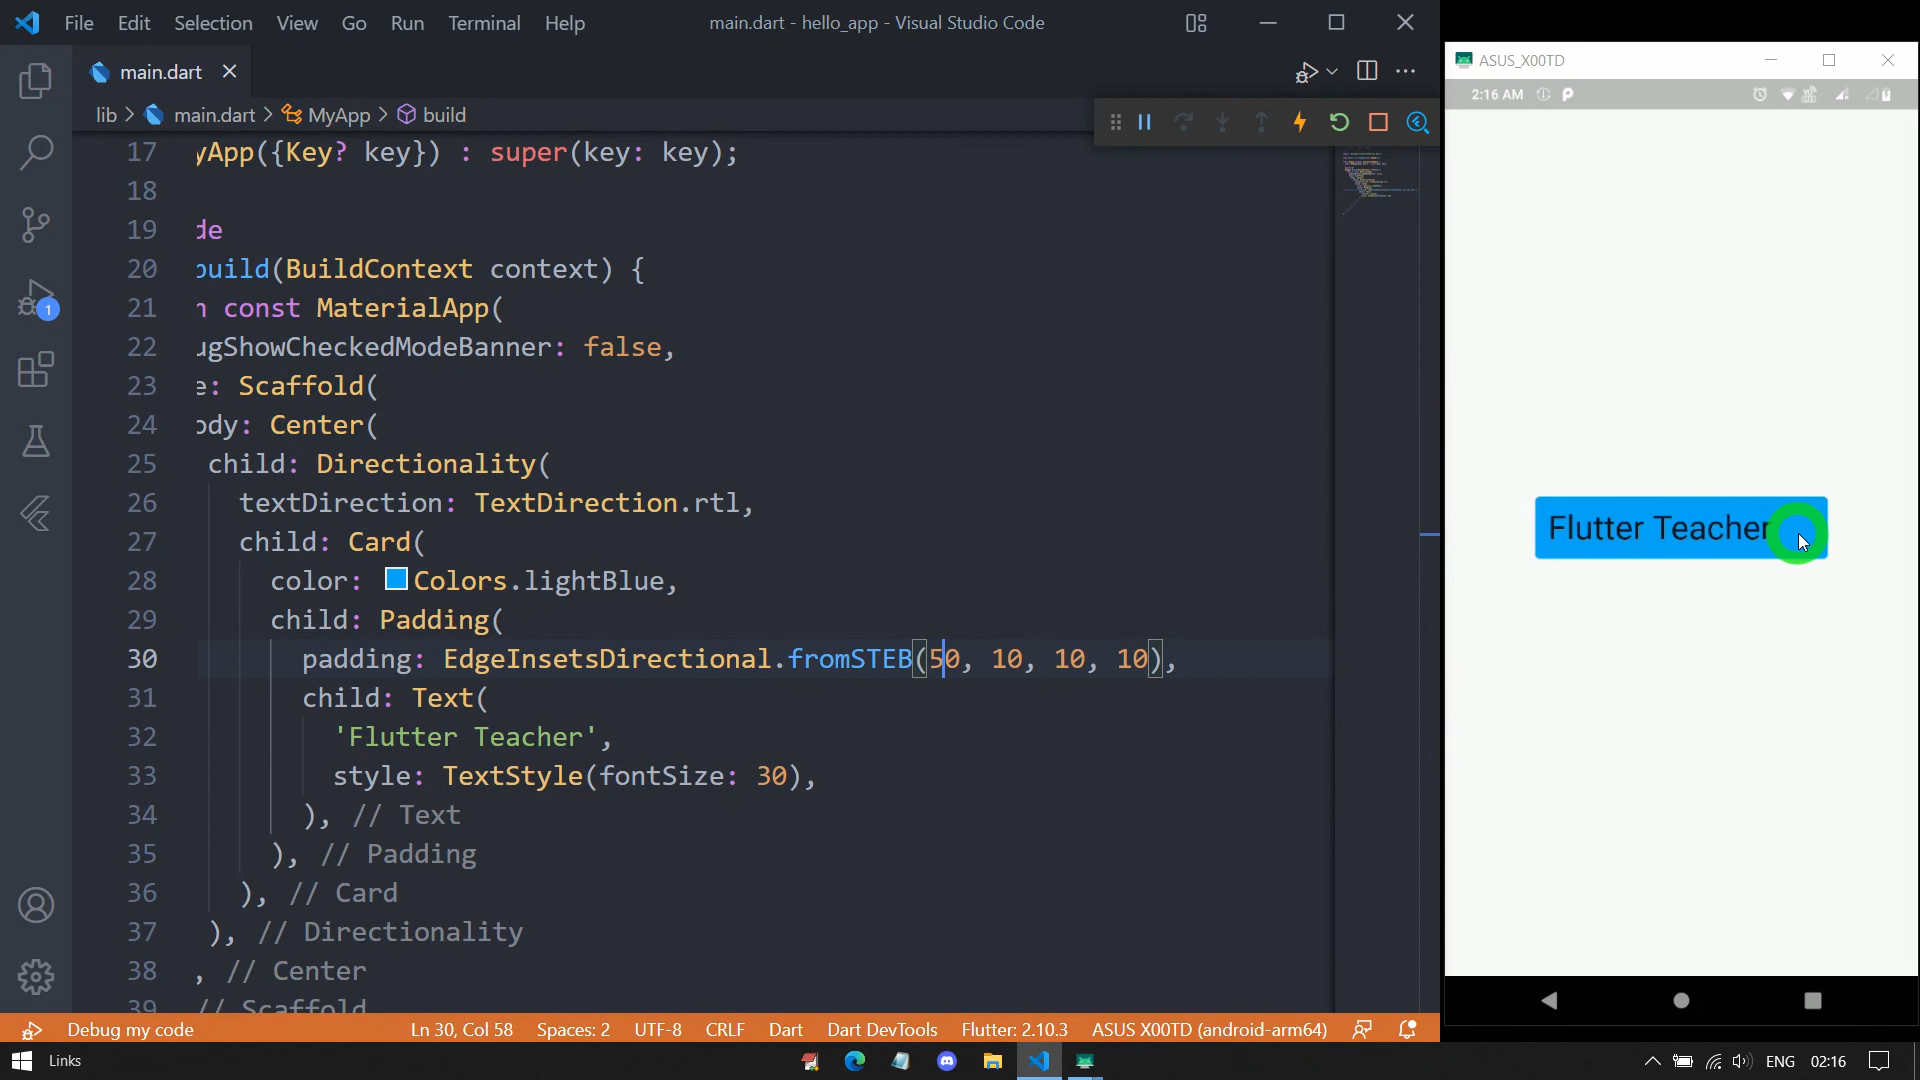 File Edit Selection View Go Run Terminal Help
main.dart - hello_app - Visual Studio Code
ASUS_X00TD
main.dart
2:16 AM
lib > main.dart > MyApp > build
17 yApp({Key? key}) : super(key: key);
18
19 de
20 build(BuildContext context) {
21 n const MaterialApp(
22 ugShowCheckedModeBanner: false,
23 e: Scaffold(
24 ody: Center(
25 child: Directionality(
26 textDirection: TextDirection.rtl,
27 child: Card(
28 color: Colors.lightBlue,
29 child: Padding(
30 padding: EdgeInsetsDirectional.fromSTEB(50, 10, 10, 10),
31 child: Text(
32 'Flutter Teacher',
33 style: TextStyle(fontSize: 30),
34 ), // Text
35 ), // Padding
36 ), // Card
37 ), // Directionality
38 , // Center
39 // Scaffold
1
Flutter Teacher
Debug my code Ln 30, Col 58 Spaces: 2 UTF-8 CRLF Dart Dart DevTools Flutter: 2.10.3 ASUS X00TD (android-arm64)
Links ENG 02:16